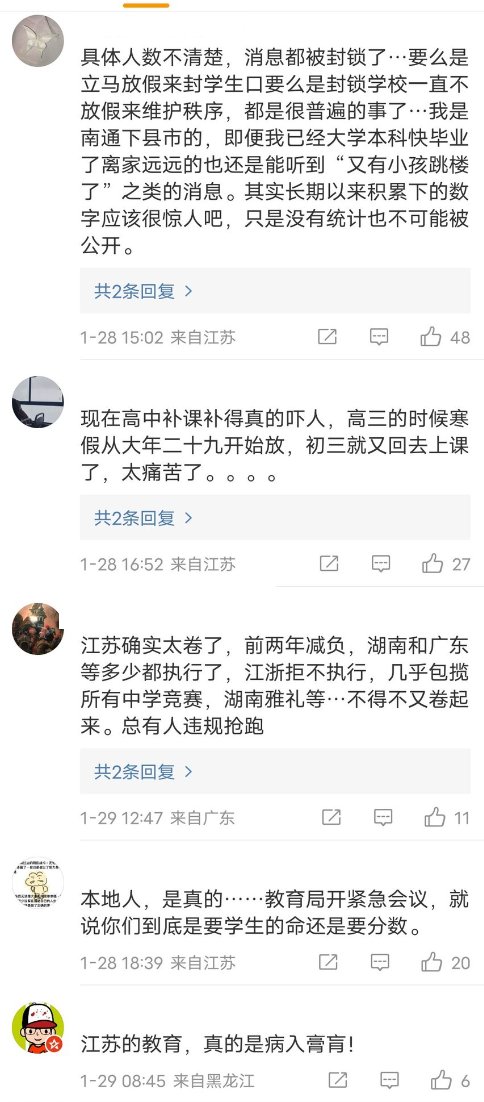 具体人数不清楚，消息都被封锁了…要么是
立马放假来封学生口要么是封锁学校一直不
放假来维护秩序，都是很普遍的事了…我是
南通下县市的，即便我已经大学本科快毕业
了离家远远的也还是能听到“又有小孩跳楼
了”之类的消息。其实长期以来积累下的数
字应该很惊人吧，只是没有统计也不可能被
公开。
共2条回复 >
1-28 15:02 来自江苏 48
现在高中补课补得真的吓人，高三的时候寒
假从大年二十九开始放，初三就又回去上课
了，太痛苦了。。。。
共2条回复 >
1-28 16:52 来自江苏 27
江苏确实太卷了，前两年减负，湖南和广东
等多少都执行了，江浙拒不执行，几乎包揽
所有中学竞赛，湖南雅礼等…不得不又卷起
来。总有人违规抢跑
共2条回复 >
1-29 12:47 来自广东 11
本地人，是真的……教育局开紧急会议，就
说你们到底是要学生的命还是要分数。
1-28 18:39 来自江苏 20
江苏的教育，真的是病入膏肓！
1-29 08:45 来自黑龙江 6